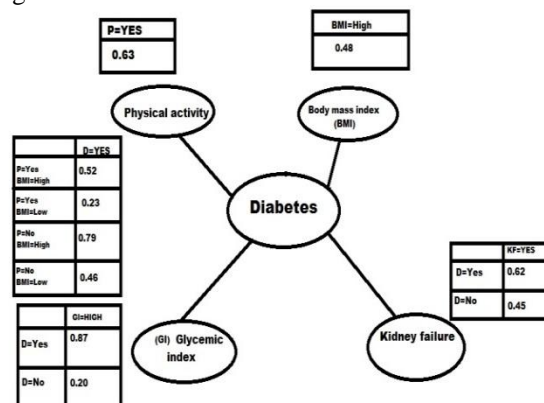 P=YES
0.63
BMI=High
0.48
Physical activity
Body mass index
(BMI)
D=YES
P=Yes
BMI=High
0.52
P=Yes
BMI=Low
0.23
P=No
BMI=High
0.79
P=No
BMI=Low
0.46
Diabetes
KF=YES
D=Yes 0.62
D=No 0.45
GI=HIGH
D=Yes 0.87
D=No 0.20
(GI) Glycemic
index
Kidney failure